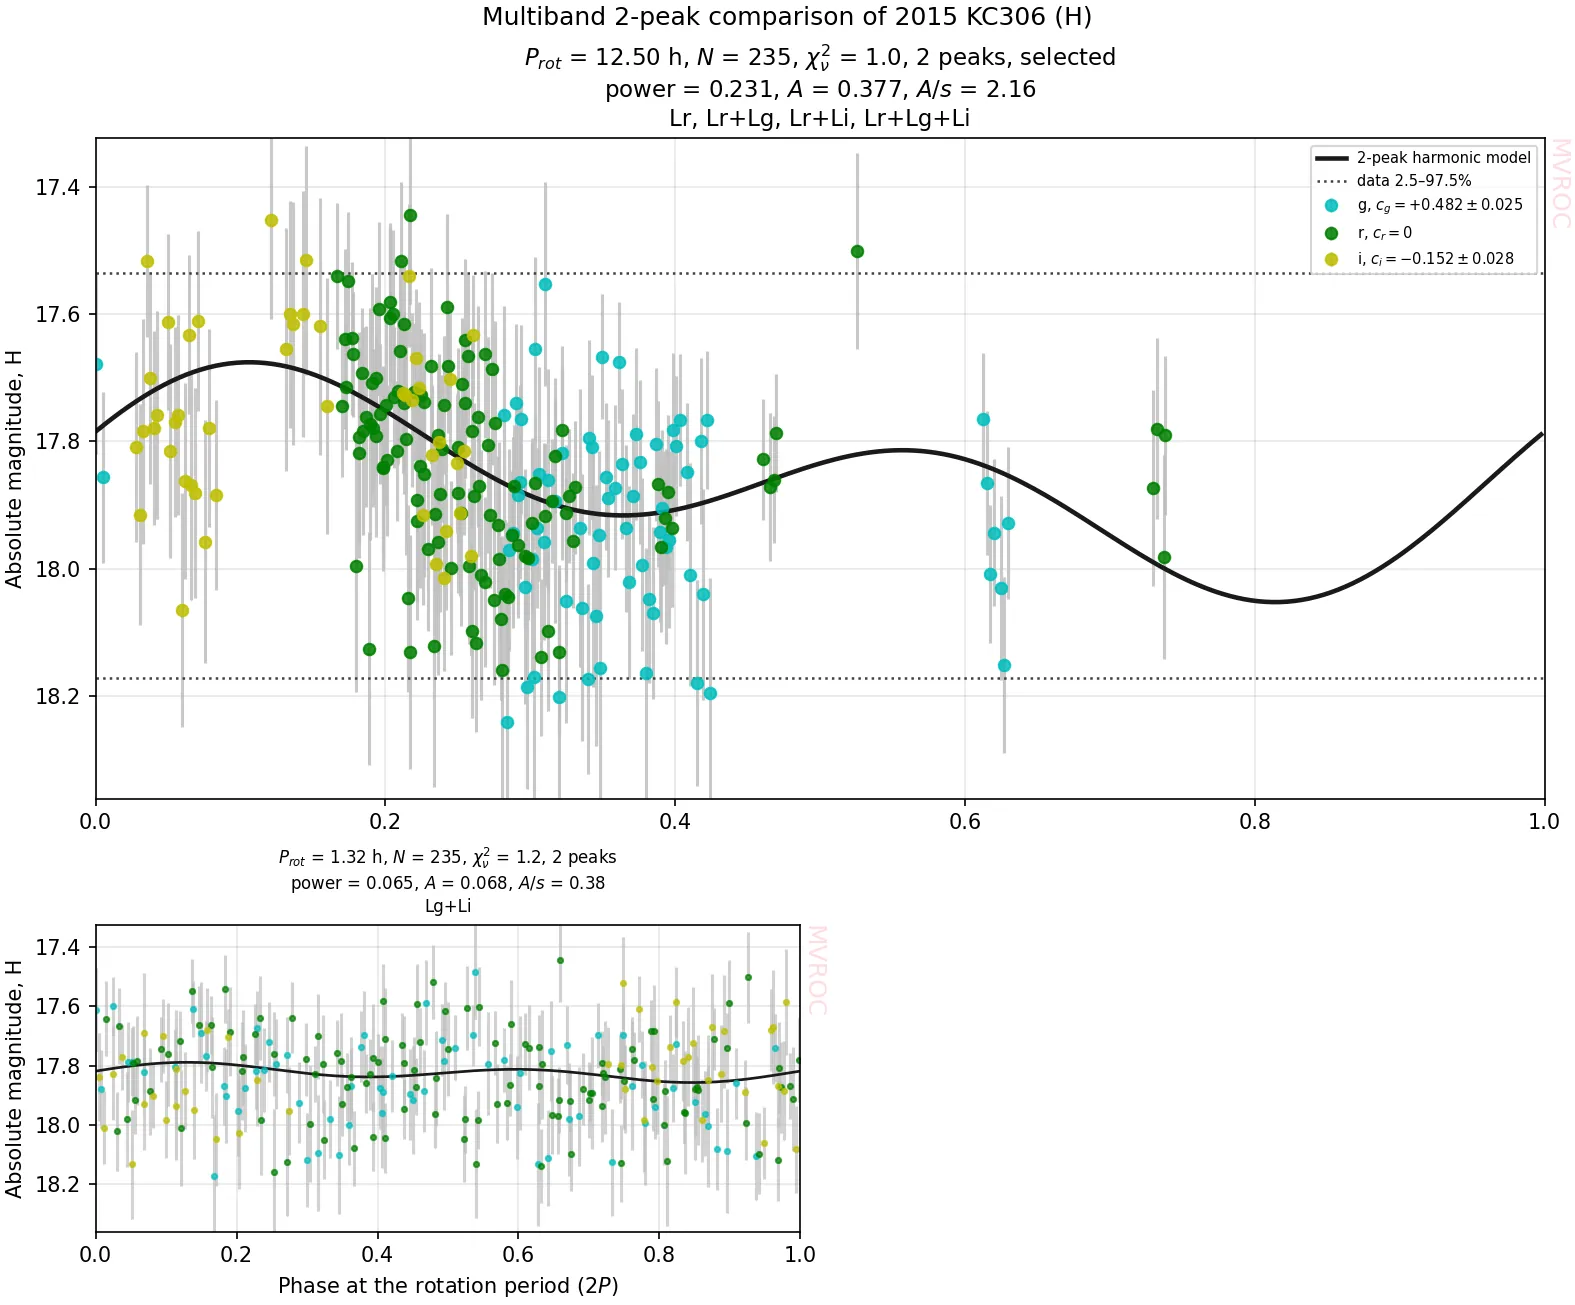 Multiband 2-peak comparison of 2015 KC306 (H)
P_rot = 12.50 h, N = 235, χ²_ν = 1.0, 2 peaks, selected
power = 0.231, A = 0.377, A/s = 2.16
Lr, Lr+Lg, Lr+Li, Lr+Lg+Li
MVROC
2-peak harmonic model
data 2.5–97.5%
g, c_g = +0.482 ± 0.025
r, c_r = 0
i, c_i = −0.152 ± 0.028
Absolute magnitude, H
17.4
17.6
17.8
18.0
18.2
0.0 0.2 0.4 0.6 0.8 1.0
P_rot = 1.32 h, N = 235, χ²_ν = 1.2, 2 peaks
power = 0.065, A = 0.068, A/s = 0.38
Lg+Li
MVROC
Absolute magnitude, H
17.4
17.6
17.8
18.0
18.2
0.0 0.2 0.4 0.6 0.8 1.0
Phase at the rotation period (2P)